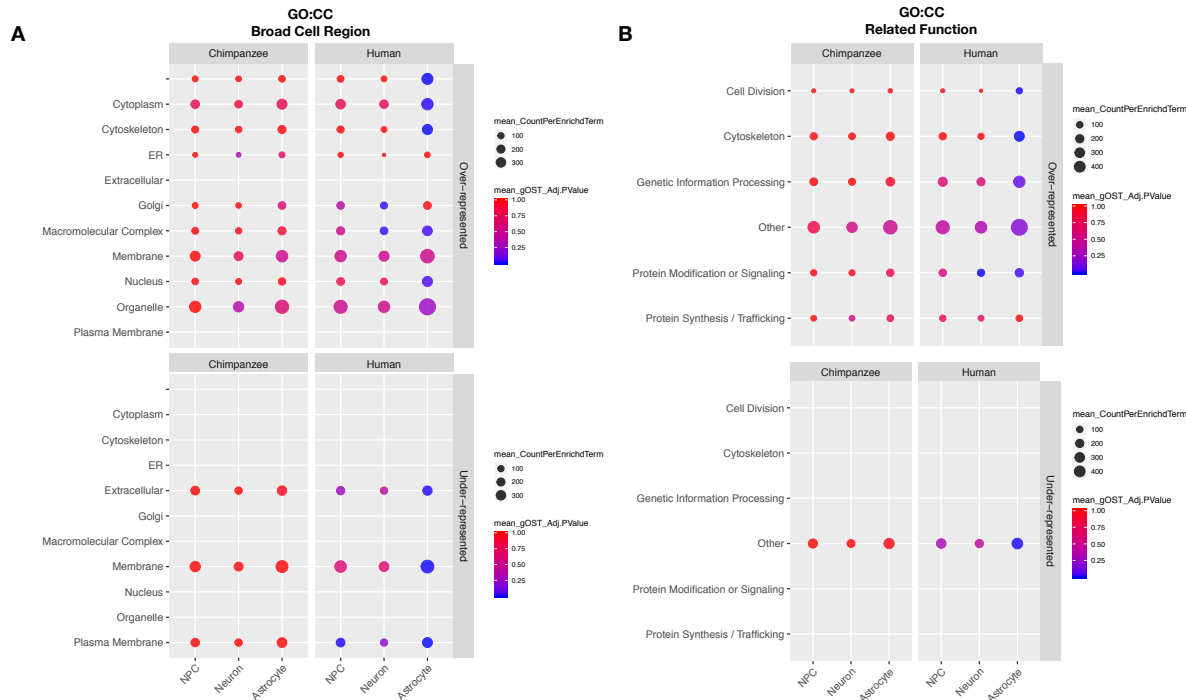 A
GO:CC
Broad Cell Region
Chimpanzee
Human
-
Cytoplasm
Cytoskeleton
ER
Extracellular
Golgi
Macromolecular Complex
Membrane
Nucleus
Organelle
Plasma Membrane
Over-represented
mean_CountPerEnrichdTerm
100
200
300
mean_gOST_Adj.PValue
1.00
0.75
0.50
0.25
Chimpanzee
Human
-
Cytoplasm
Cytoskeleton
ER
Extracellular
Golgi
Macromolecular Complex
Membrane
Nucleus
Organelle
Plasma Membrane
Under-represented
mean_CountPerEnrichdTerm
100
200
300
mean_gOST_Adj.PValue
1.00
0.75
0.50
0.25
NPC
Neuron
Astrocyte
NPC
Neuron
Astrocyte
B
GO:CC
Related Function
Chimpanzee
Human
Cell Division
Cytoskeleton
Genetic Information Processing
Other
Protein Modification or Signaling
Protein Synthesis / Trafficking
Over-represented
mean_CountPerEnrichdTerm
100
200
300
400
mean_gOST_Adj.PValue
1.00
0.75
0.50
0.25
Chimpanzee
Human
Cell Division
Cytoskeleton
Genetic Information Processing
Other
Protein Modification or Signaling
Protein Synthesis / Trafficking
Under-represented
mean_CountPerEnrichdTerm
100
200
300
400
mean_gOST_Adj.PValue
1.00
0.75
0.50
0.25
NPC
Neuron
Astrocyte
NPC
Neuron
Astrocyte